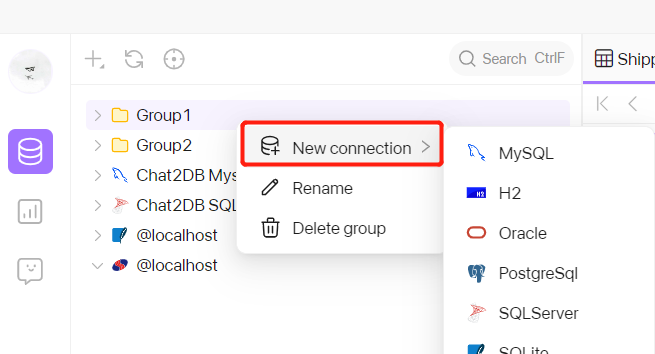 Search CtrlF
Shipp
Group1
Group2
Chat2DB Mys
Chat2DB SQL
@localhost
@localhost
New connection
Rename
Delete group
MySQL
H2
H2
Oracle
PostgreSql
SQLServer
SQLite